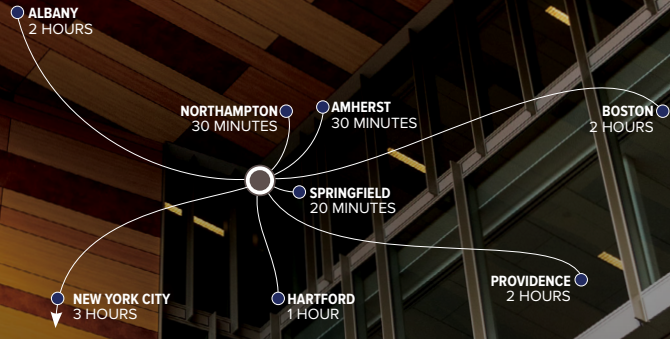 ALBANY
2 HOURS
NORTHAMPTON
30 MINUTES
AMHERST
30 MINUTES
BOSTON
2 HOURS
SPRINGFIELD
20 MINUTES
PROVIDENCE
2 HOURS
NEW YORK CITY
3 HOURS
HARTFORD
1 HOUR